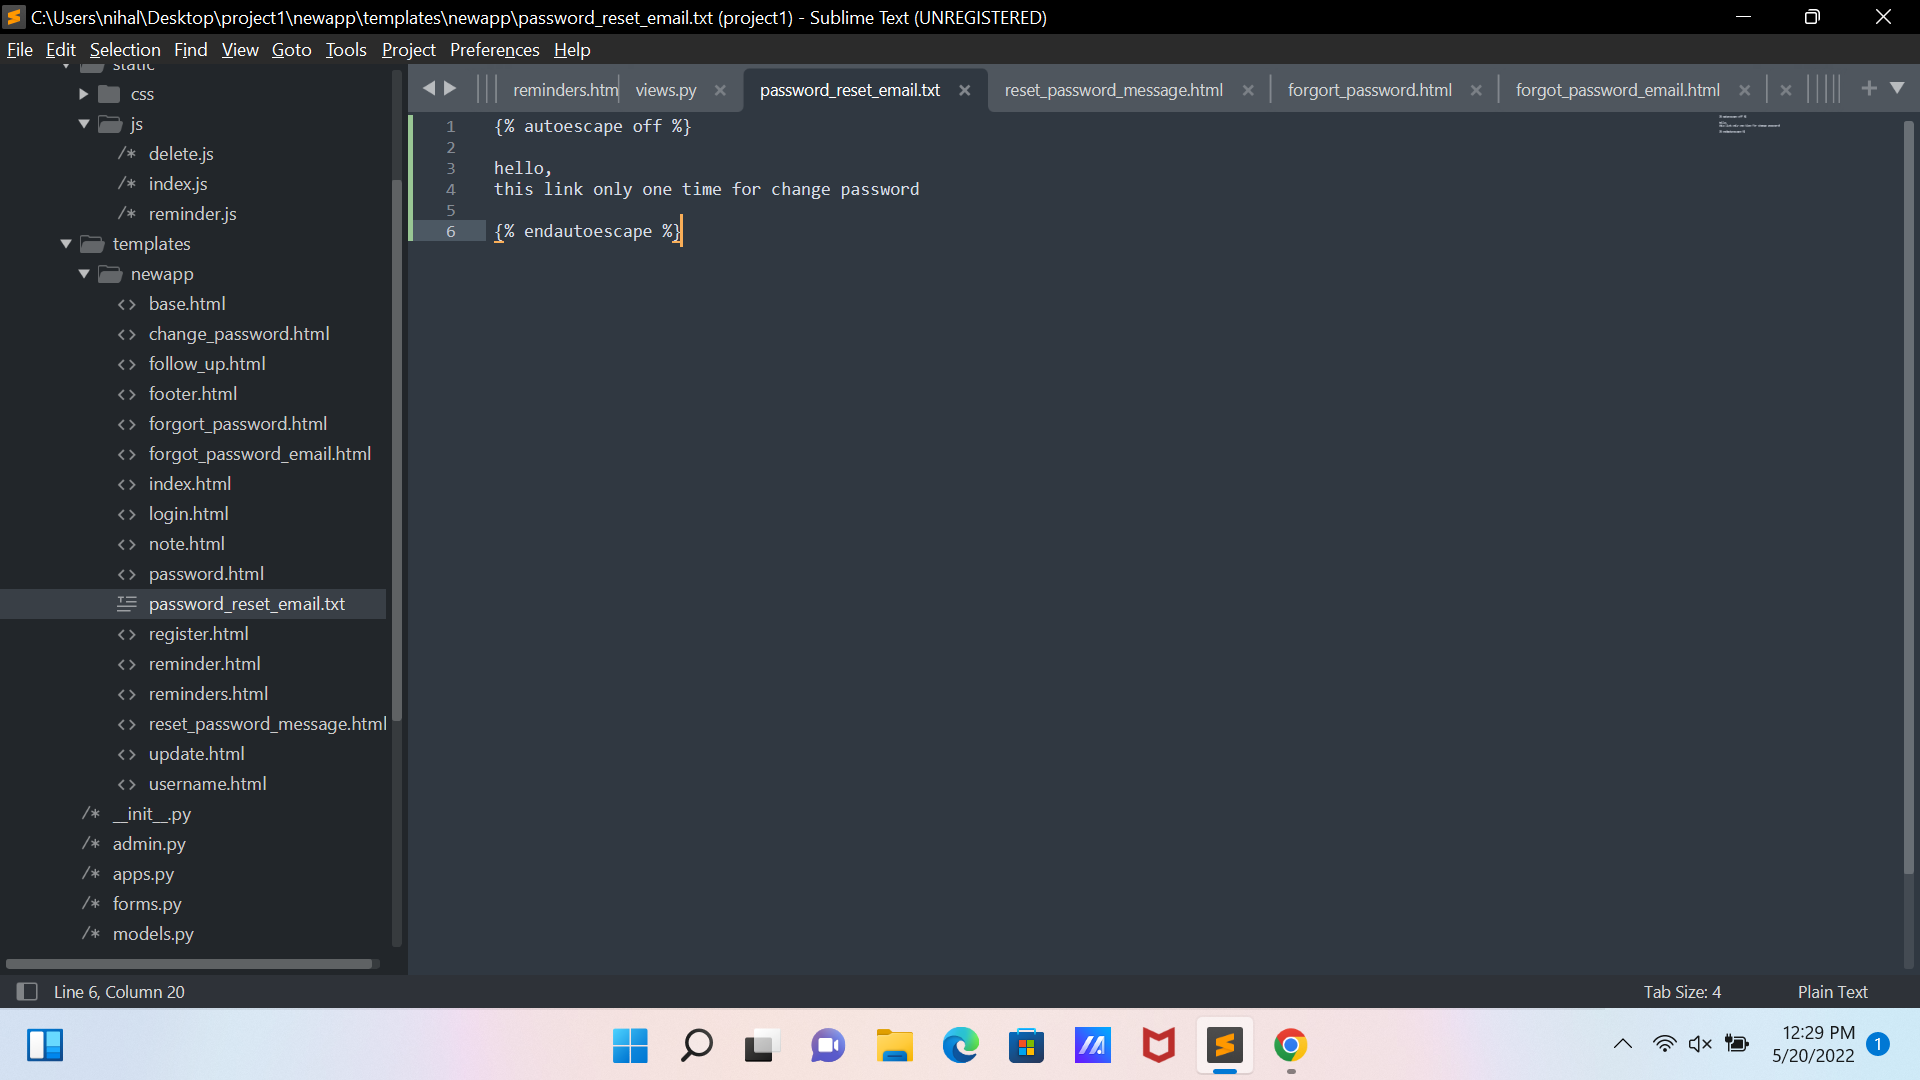 C:\Users\nihal\Desktop\project1\newapp\templates\newapp\password_reset_email.txt (project1) - Sublime Text (UNREGISTERED)
File Edit Selection Find View Goto Tools Project Preferences Help
static
css
js
/* delete.js
/* index.js
/* reminder.js
templates
newapp
<> base.html
<> change_password.html
<> follow_up.html
<> footer.html
<> forgort_password.html
<> forgot_password_email.html
<> index.html
<> login.html
<> note.html
<> password.html
password_reset_email.txt
<> register.html
<> reminder.html
<> reminders.html
<> reset_password_message.html
<> update.html
<> username.html
/* __init__.py
/* admin.py
/* apps.py
/* forms.py
/* models.py
reminders.htm views.py password_reset_email.txt reset_password_message.html forgort_password.html forgot_password_email.html
1 {% autoescape off %}
2
3 hello,
4 this link only one time for change password
5
6 {% endautoescape %}
Line 6, Column 20
Tab Size: 4
Plain Text
12:29 PM
5/20/2022
1